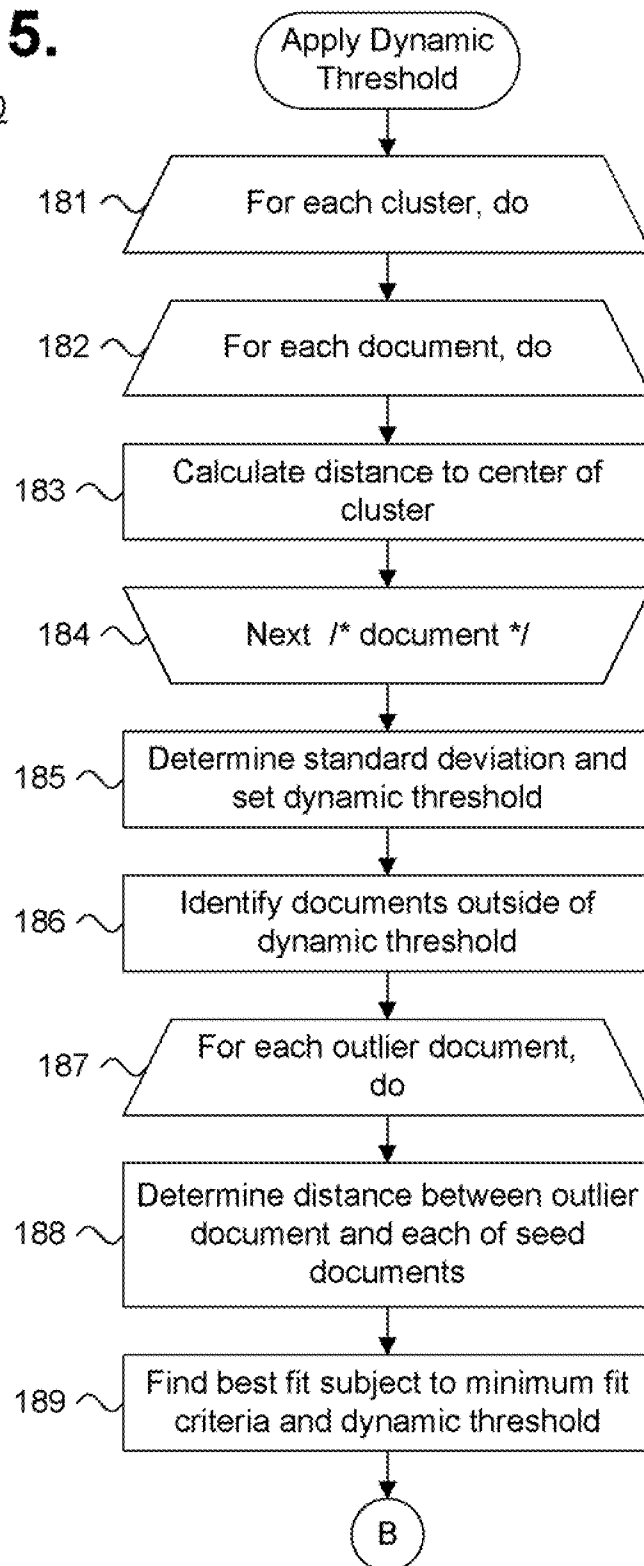 5.
Apply Dynamic
Threshold
181
For each cluster, do
182
For each document, do
183
Calculate distance to center of
cluster
184
Next /* document */
185
Determine standard deviation and
set dynamic threshold
186
Identify documents outside of
dynamic threshold
187
For each outlier document,
do
188
Determine distance between outlier
document and each of seed
documents
189
Find best fit subject to minimum fit
criteria and dynamic threshold
B